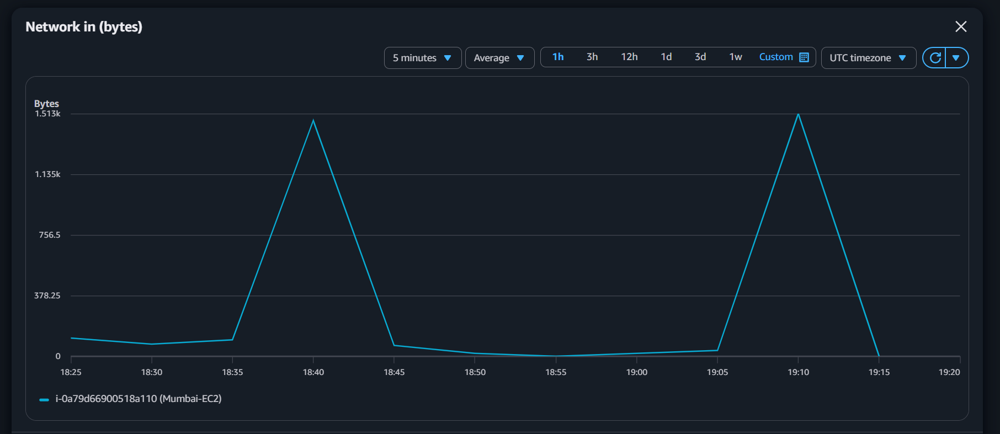 Network in (bytes)
5 minutes Average 1h 3h 12h 1d 3d 1w Custom UTC timezone
Bytes
1.513k
1.135k
756.5
378.25
0
18:25 18:30 18:35 18:40 18:45 18:50 18:55 19:00 19:05 19:10 19:15 19:20
i-0a79d66900518a110 (Mumbai-EC2)